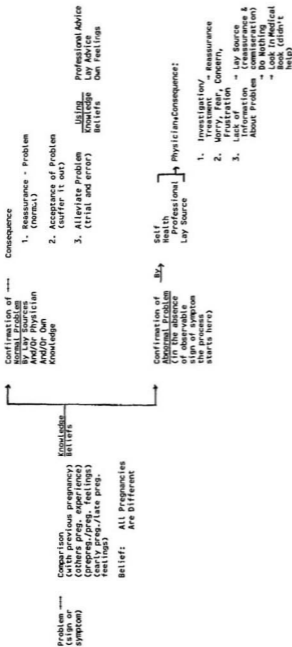 Problem →
(sign or
symptom)
Comparison
(with previous pregnancy)
(others preg. experience)
(prepreg./preg. feelings)
(early preg./late preg.
feelings)
Belief: All Pregnancies
Are Different
Knowledge
Beliefs
Confirmation of →
Normal Problem
By Lay Sources
And/Or Physician
And/Or Own
Knowledge
Consequence
1. Reassurance - Problem
(normal)
2. Acceptance of Problem
(suffer it out)
3. Alleviate Problem
(trial and error)
Using
Knowledge
Beliefs
Professional Advice
Lay Advice
Own Feelings
Confirmation of
Abnormal Problem
(in the absence
of observable
sign of symptom
the process
starts here)
By
Self
Health
Professional
Lay Source
Physician Consequence:
1. Investigation/ → Reassurance
Treatment
2. Worry, Fear, Concern,
Frustration
3. Lack of → Lay Source
Information (reassurance &
About Problem commiseration)
→ Do Nothing
→ Look In Medical
Book (didn't
help)